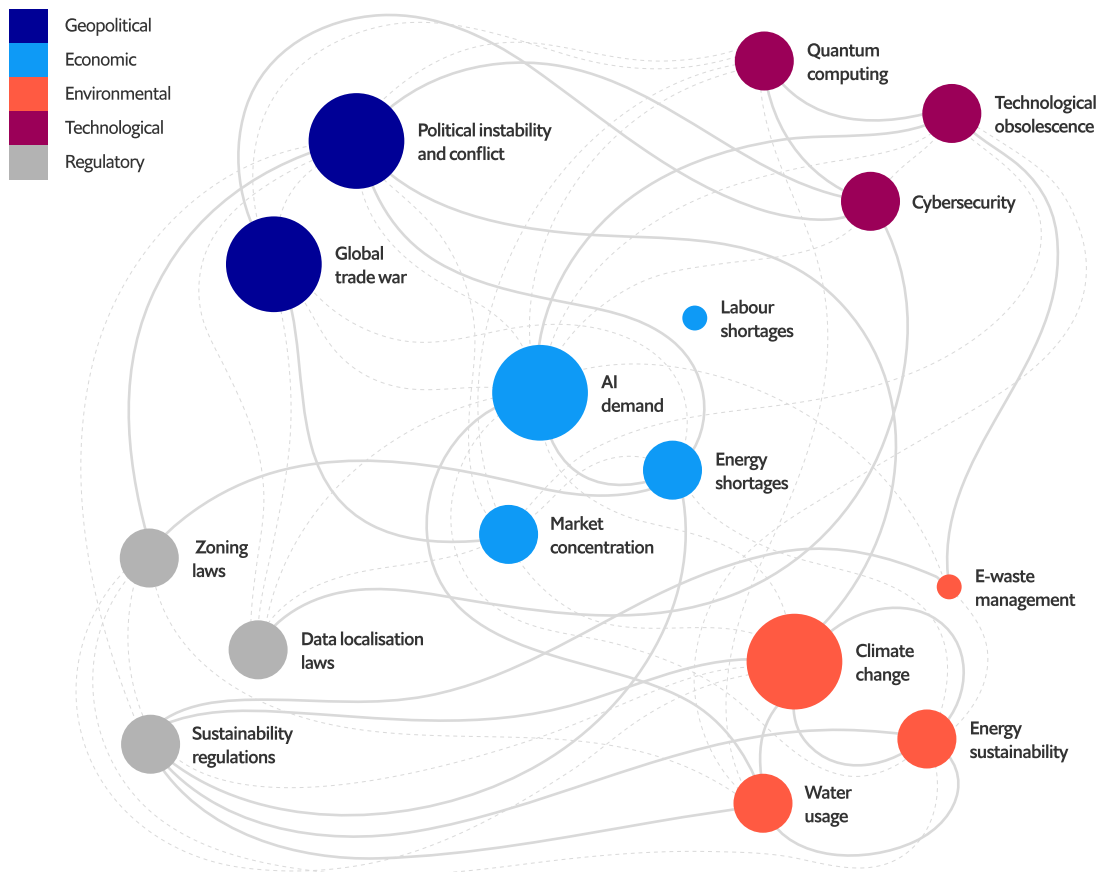 Geopolitical
Economic
Environmental
Technological
Regulatory
Quantum
computing
Technological
obsolescence
Political instability
and conflict
Cybersecurity
Global
trade war
Labour
shortages
AI
demand
Energy
shortages
Market
concentration
Zoning
laws
E-waste
management
Data localisation
laws
Climate
change
Sustainability
regulations
Energy
sustainability
Water
usage